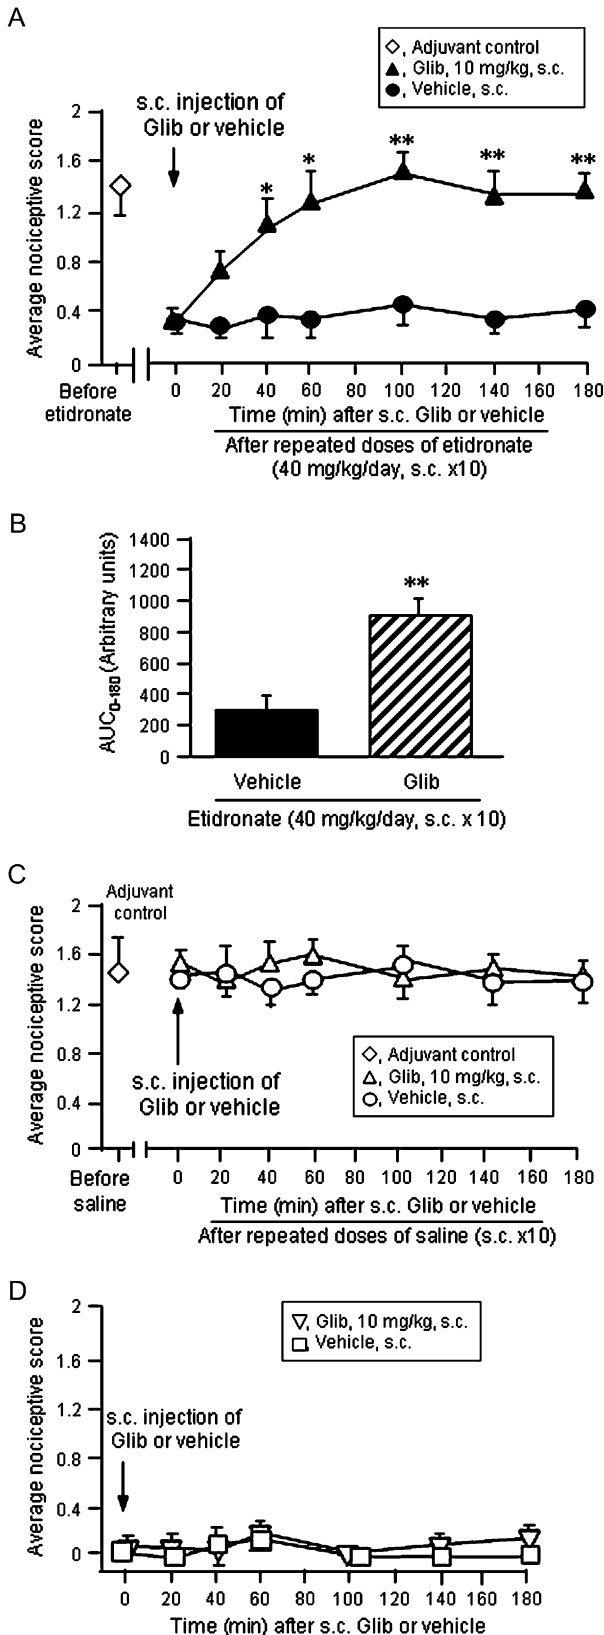 A
◇, Adjuvant control
▲, Glib, 10 mg/kg, s.c.
●, Vehicle, s.c.
s.c. injection of
Glib or vehicle
Average nociceptive score
2
1.6
1.2
0.8
0.4
0
*
*
**
**
**
Before
etidronate
0 20 40 60 80 100 120 140 160 180
Time (min) after s.c. Glib or vehicle
After repeated doses of etidronate
(40 mg/kg/day, s.c. x10)
B
AUC0-180 (Arbitrary units)
1400
1200
1000
800
600
400
200
0
**
Vehicle Glib
Etidronate (40 mg/kg/day, s.c. x 10)
C
Adjuvant
control
Average nociceptive score
2
1.6
1.2
0.8
0.4
0
s.c. injection of
Glib or vehicle
◇, Adjuvant control
△, Glib, 10 mg/kg, s.c.
○, Vehicle, s.c.
Before
saline
0 20 40 60 80 100 120 140 160 180
Time (min) after s.c. Glib or vehicle
After repeated doses of saline (s.c. x10)
D
▽, Glib, 10 mg/kg, s.c.
□, Vehicle, s.c.
Average nociceptive score
2
1.6
1.2
0.8
0.4
0
s.c. injection of
Glib or vehicle
0 20 40 60 80 100 120 140 160 180
Time (min) after s.c. Glib or vehicle